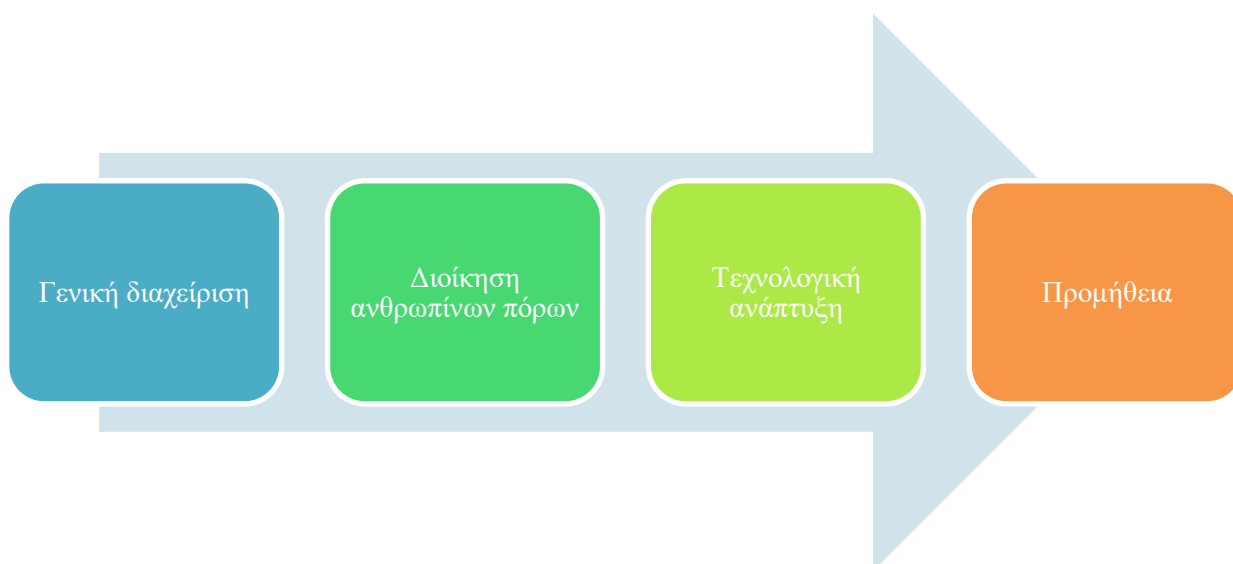 Γενική διαχείριση
Διοίκηση
ανθρωπίνων πόρων
Τεχνολογική
ανάπτυξη
Προμήθεια